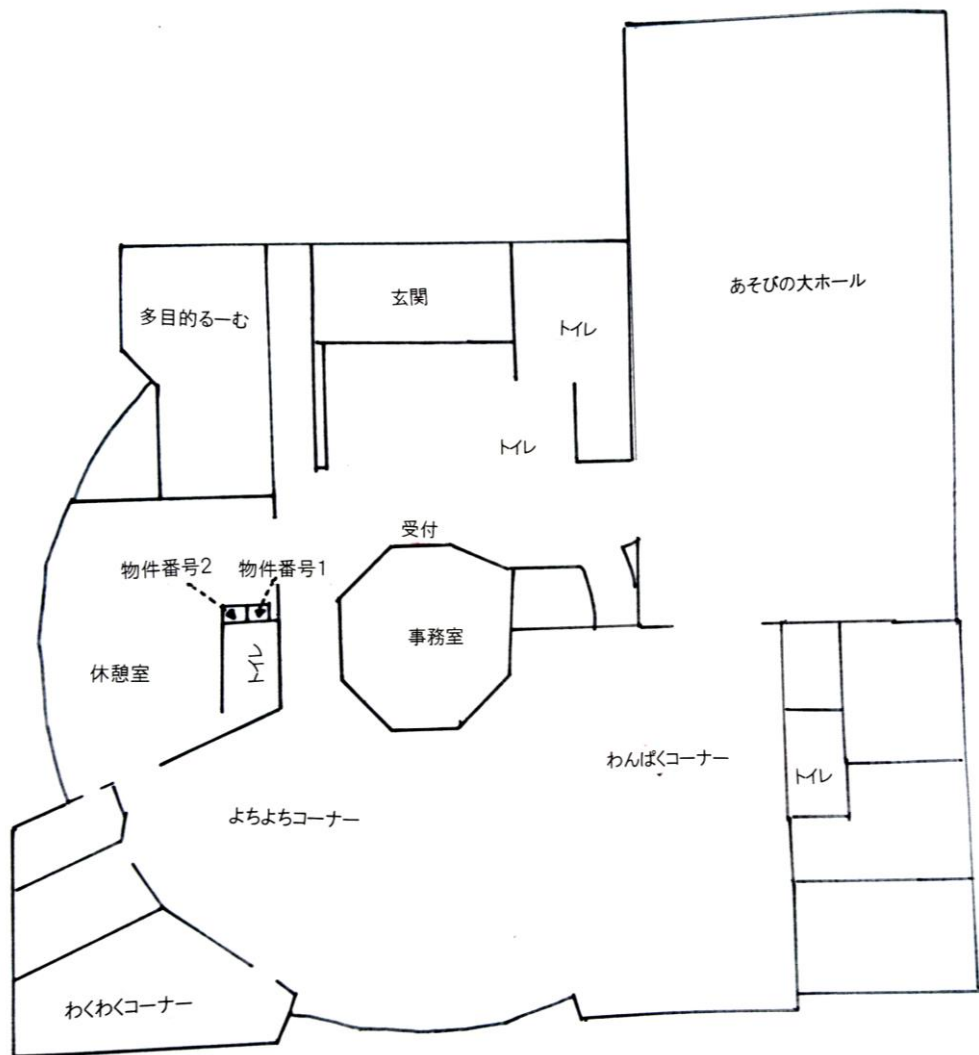 あそびの大ホール
玄関
多目的るーむ
トイレ
トイレ
受付
物件番号2
物件番号1
事務室
トイレ
休憩室
わんぱくコーナー
トイレ
よちよちコーナー
わくわくコーナー